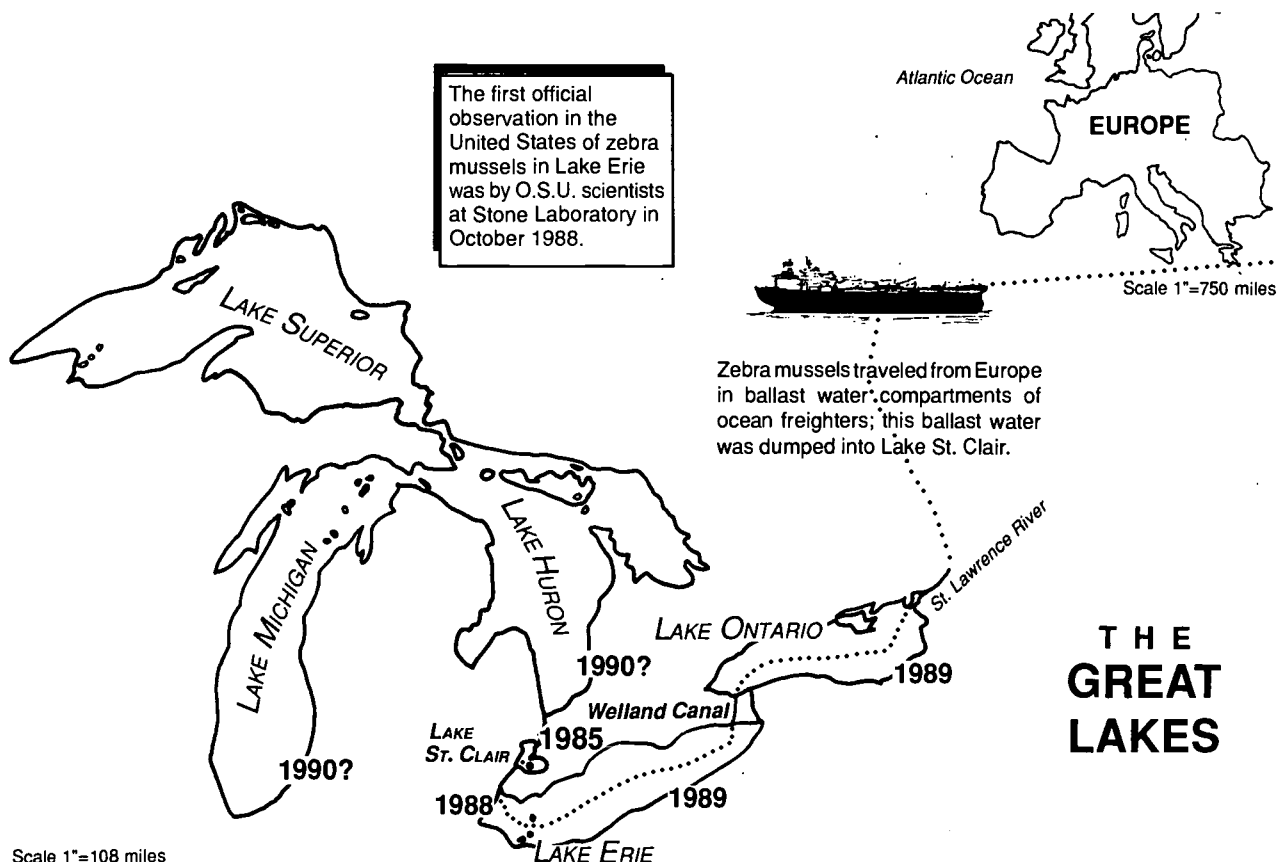 The first official
observation in the
United States of zebra
mussels in Lake Erie
was by O.S.U. scientists
at Stone Laboratory in
October 1988.
Atlantic Ocean
EUROPE
Scale 1"=750 miles
Zebra mussels traveled from Europe
in ballast water compartments of
ocean freighters; this ballast water
was dumped into Lake St. Clair.
LAKE SUPERIOR
LAKE MICHIGAN
LAKE HURON
St. Lawrence River
LAKE ONTARIO
1990?
1989
Welland Canal
LAKE
ST. CLAIR
1985
1990?
1988
1989
LAKE ERIE
THE
GREAT
LAKES
Scale 1"=108 miles